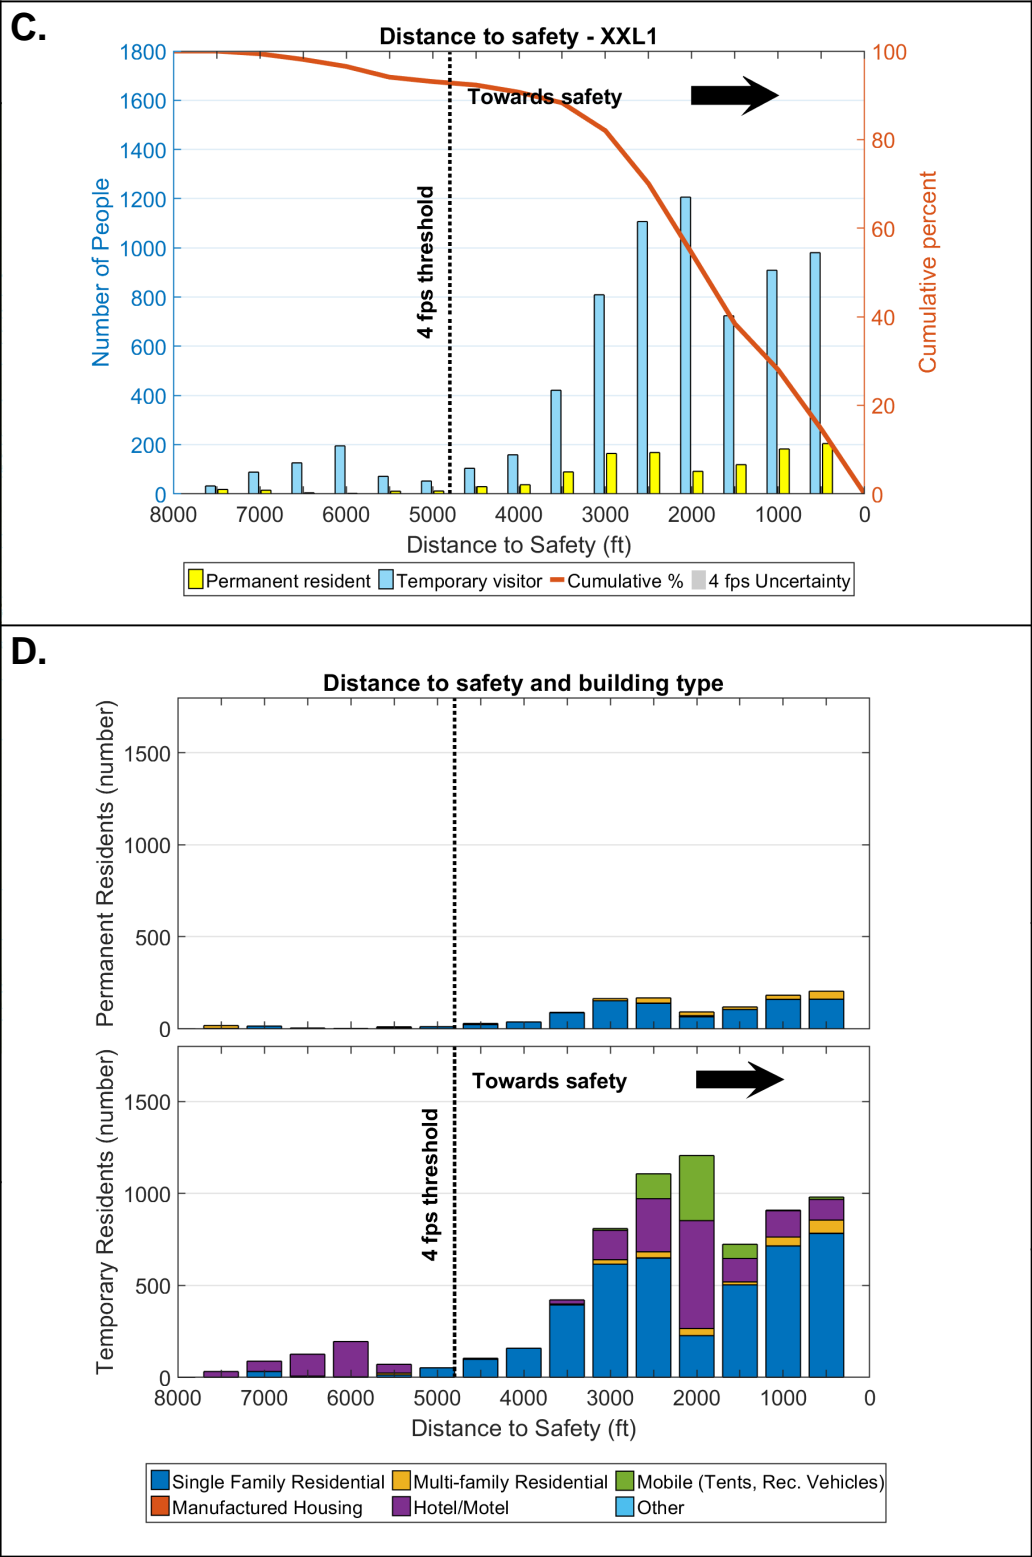 C.
Distance to safety - XXL1
1800
1600
1400
1200
1000
800
600
400
200
0
Number of People
100
80
60
40
20
0
Cumulative percent
Towards safety
4 fps threshold
8000 7000 6000 5000 4000 3000 2000 1000 0
Distance to Safety (ft)
Permanent resident Temporary visitor Cumulative % 4 fps Uncertainty
D.
Distance to safety and building type
Permanent Residents (number)
1500
1000
500
0
Temporary Residents (number)
1500
1000
500
0
Towards safety
4 fps threshold
8000 7000 6000 5000 4000 3000 2000 1000 0
Distance to Safety (ft)
Single Family Residential Multi-family Residential Mobile (Tents, Rec. Vehicles)
Manufactured Housing Hotel/Motel Other